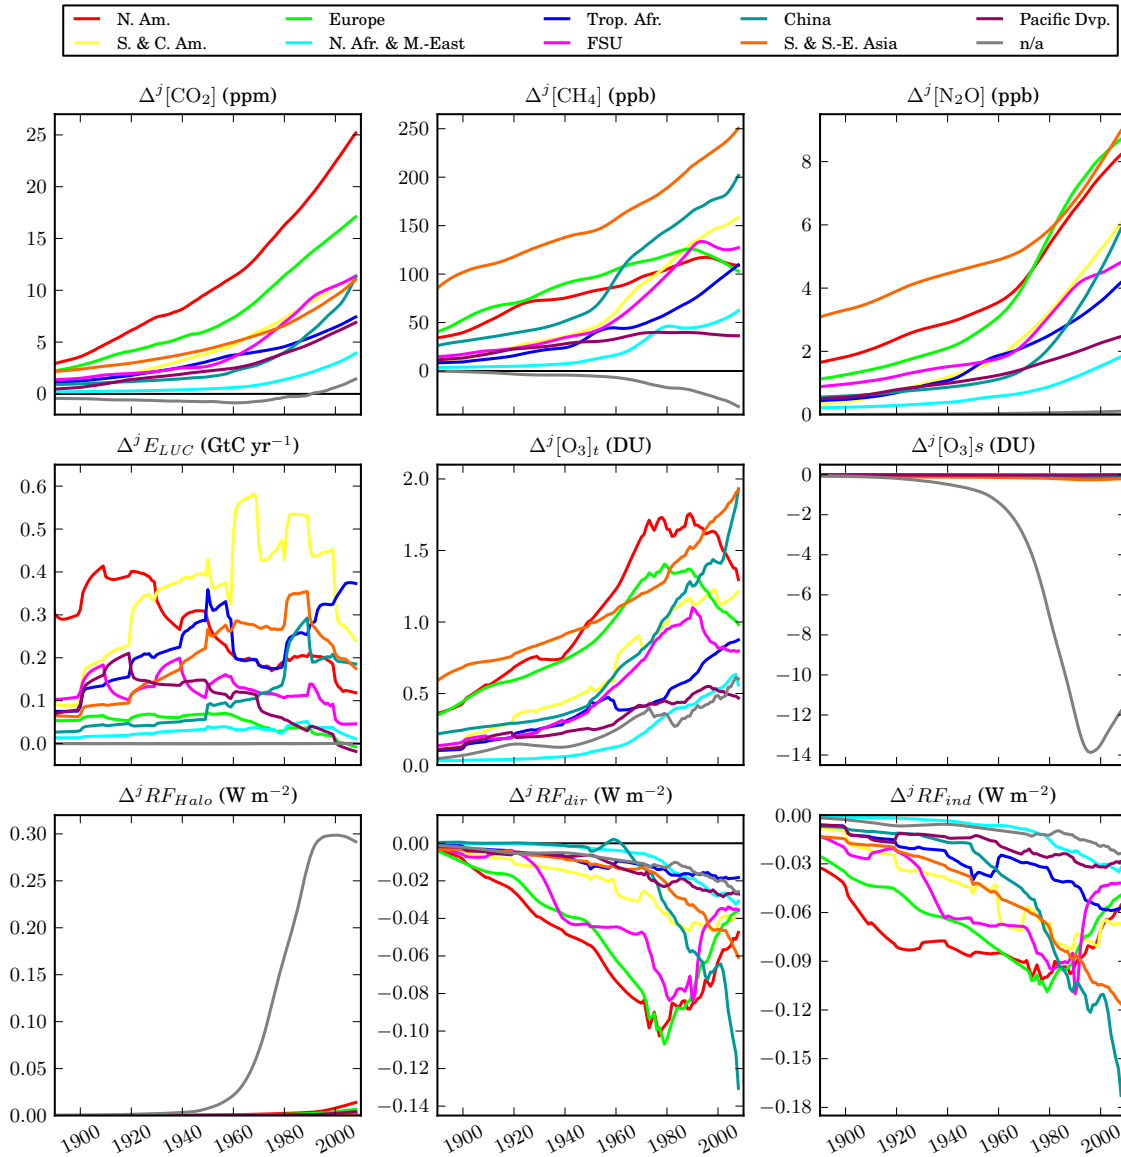 N. Am. Europe Trop. Afr. China Pacific Dvp.
S. & C. Am. N. Afr. & M.-East FSU S. & S.-E. Asia n/a
Δ^j[CO₂] (ppm) Δ^j[CH₄] (ppb) Δ^j[N₂O] (ppb)
25 20 15 10 5 0
250 200 150 100 50 0
8 6 4 2 0
Δ^jE_LUC (GtC yr⁻¹) Δ^j[O₃]_t (DU) Δ^j[O₃]s (DU)
0.6 0.5 0.4 0.3 0.2 0.1 0.0
2.0 1.5 1.0 0.5 0.0
0 −2 −4 −6 −8 −10 −12 −14
Δ^jRF_Halo (W m⁻²) Δ^jRF_dir (W m⁻²) Δ^jRF_ind (W m⁻²)
0.30 0.25 0.20 0.15 0.10 0.05 0.00
0.00 −0.02 −0.04 −0.06 −0.08 −0.10 −0.12 −0.14
−0.00 −0.03 −0.06 −0.09 −0.12 −0.15 −0.18
1900 1920 1940 1960 1980 2000 1900 1920 1940 1960 1980 2000 1900 1920 1940 1960 1980 2000